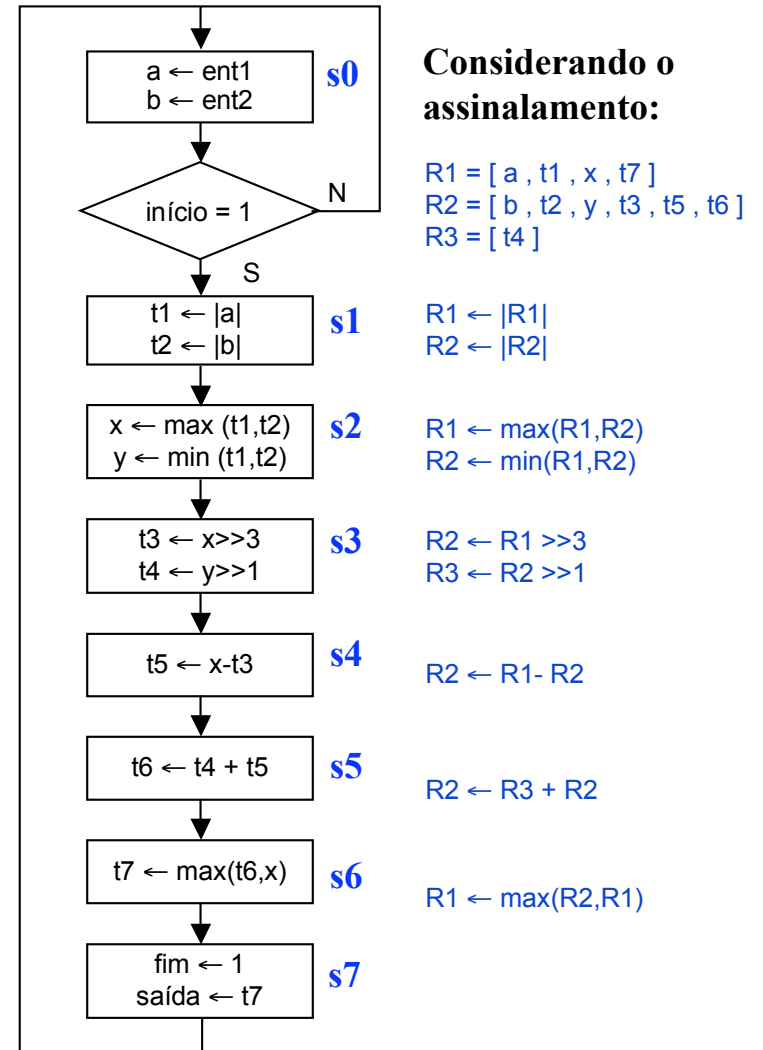 a ← ent1
b ← ent2
s0
Considerando o
assinalamento:
R1 = [ a , t1 , x , t7 ]
R2 = [ b , t2 , y , t3 , t5 , t6 ]
R3 = [ t4 ]
início = 1
N
S
t1 ← |a|
t2 ← |b|
s1
R1 ← |R1|
R2 ← |R2|
x ← max (t1,t2)
y ← min (t1,t2)
s2
R1 ← max(R1,R2)
R2 ← min(R1,R2)
t3 ← x>>3
t4 ← y>>1
s3
R2 ← R1 >>3
R3 ← R2 >>1
t5 ← x-t3
s4
R2 ← R1- R2
t6 ← t4 + t5
s5
R2 ← R3 + R2
t7 ← max(t6,x)
s6
R1 ← max(R2,R1)
fim ← 1
saída ← t7
s7